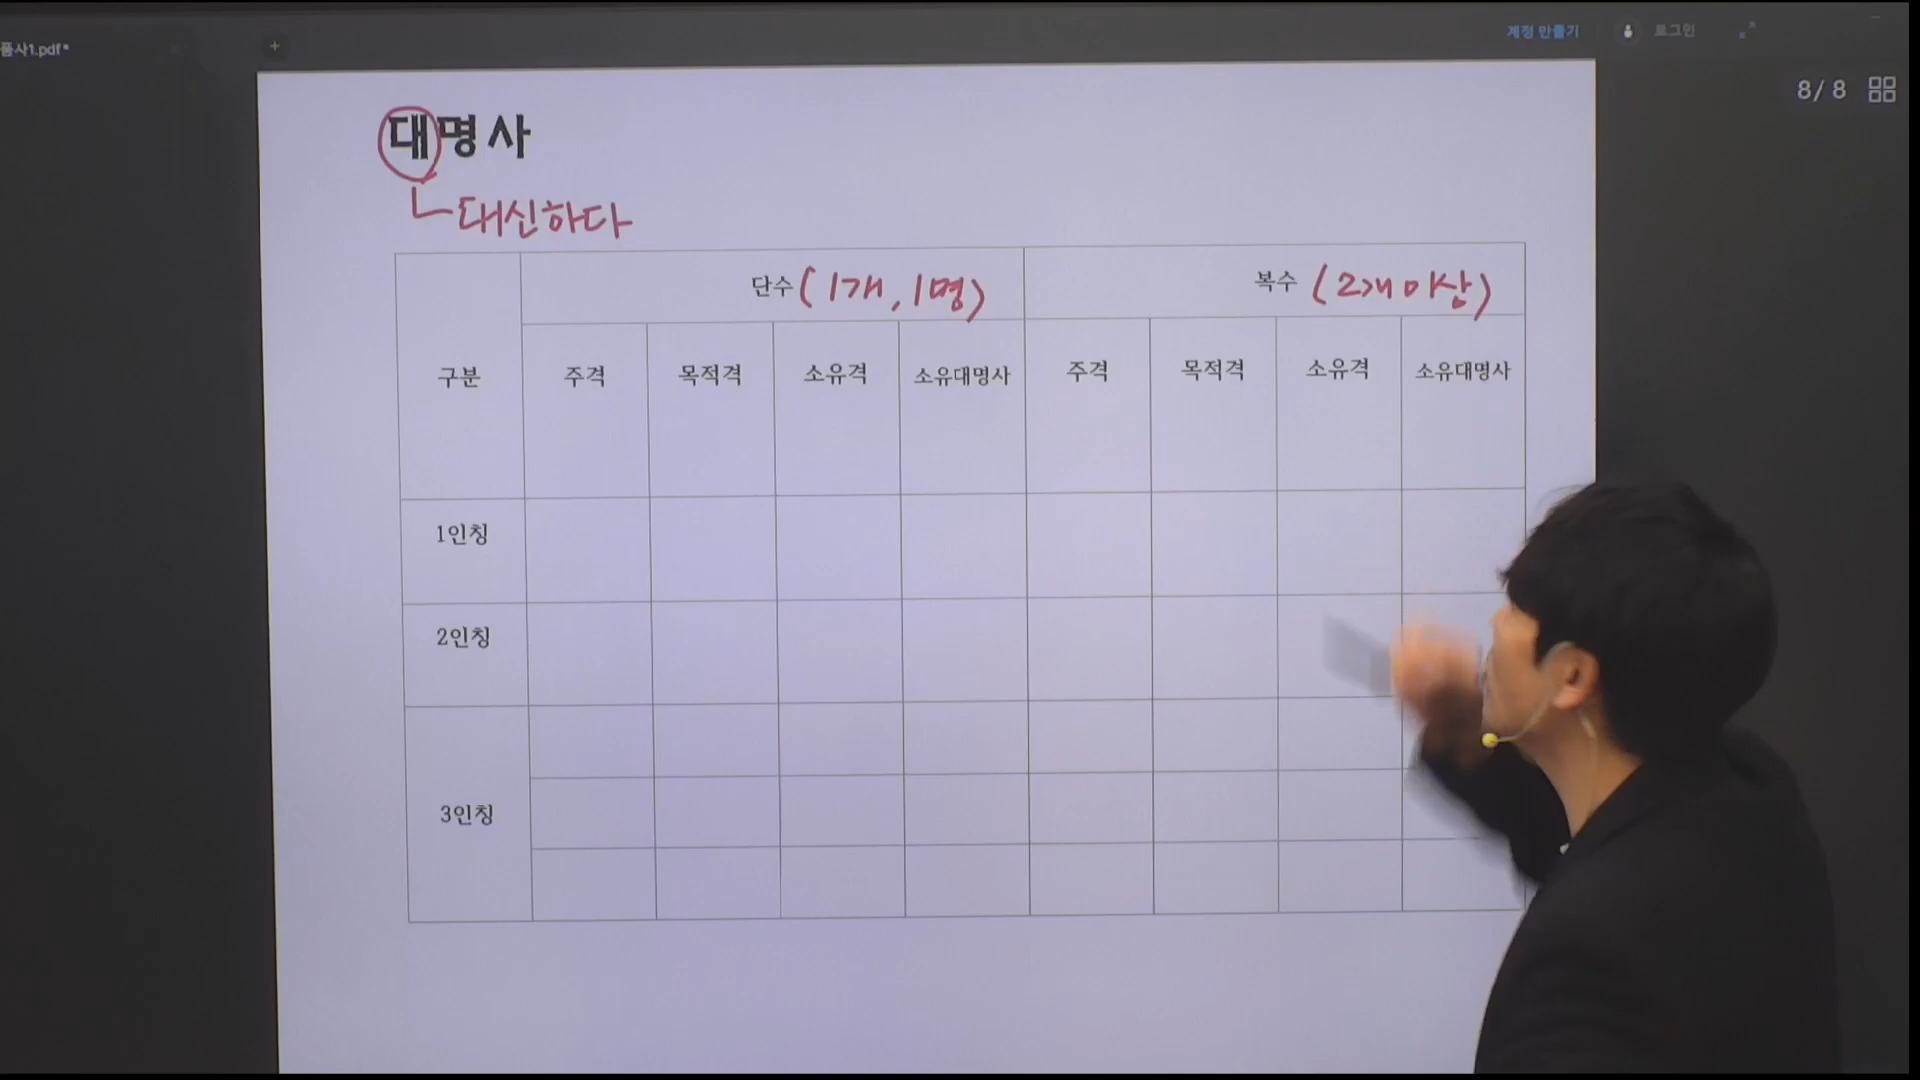 품사1.pdf*
+
계정 만들기
로그인
8/ 8
대명사
대신하다
단수 (1개, 1명)
복수 (2개 이상)
구분
주격
목적격
소유격
소유대명사
주격
목적격
소유격
소유대명사
1인칭
2인칭
3인칭